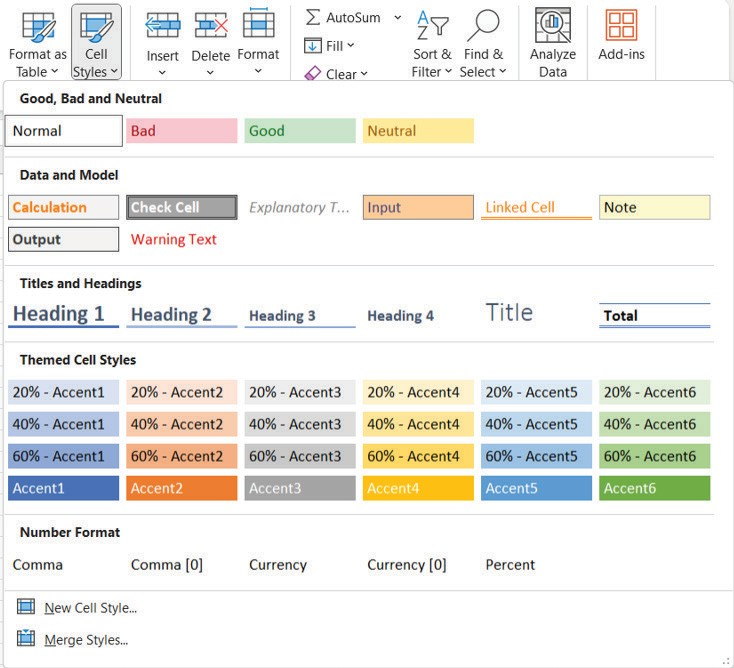 Format as Table
Cell Styles
Insert
Delete
Format
AutoSum
Fill
Clear
Sort & Filter
Find & Select
Analyze Data
Add-ins
Good, Bad and Neutral
Normal Bad Good Neutral
Data and Model
Calculation Check Cell Explanatory T... Input Linked Cell Note
Output Warning Text
Titles and Headings
Heading 1 Heading 2 Heading 3 Heading 4 Title Total
Themed Cell Styles
20% - Accent1 20% - Accent2 20% - Accent3 20% - Accent4 20% - Accent5 20% - Accent6
40% - Accent1 40% - Accent2 40% - Accent3 40% - Accent4 40% - Accent5 40% - Accent6
60% - Accent1 60% - Accent2 60% - Accent3 60% - Accent4 60% - Accent5 60% - Accent6
Accent1 Accent2 Accent3 Accent4 Accent5 Accent6
Number Format
Comma Comma [0] Currency Currency [0] Percent
New Cell Style...
Merge Styles...